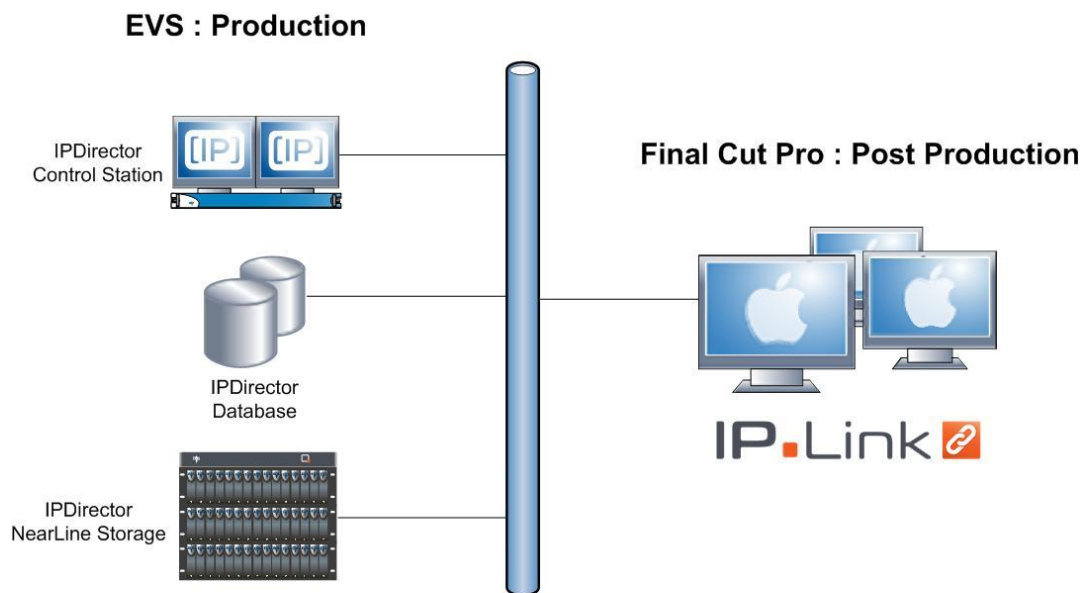 EVS : Production
IPDirector
Control Station
[IP]
[IP]
Final Cut Pro : Post Production
IPDirector
Database
IP.Link
IPDirector
NearLine Storage